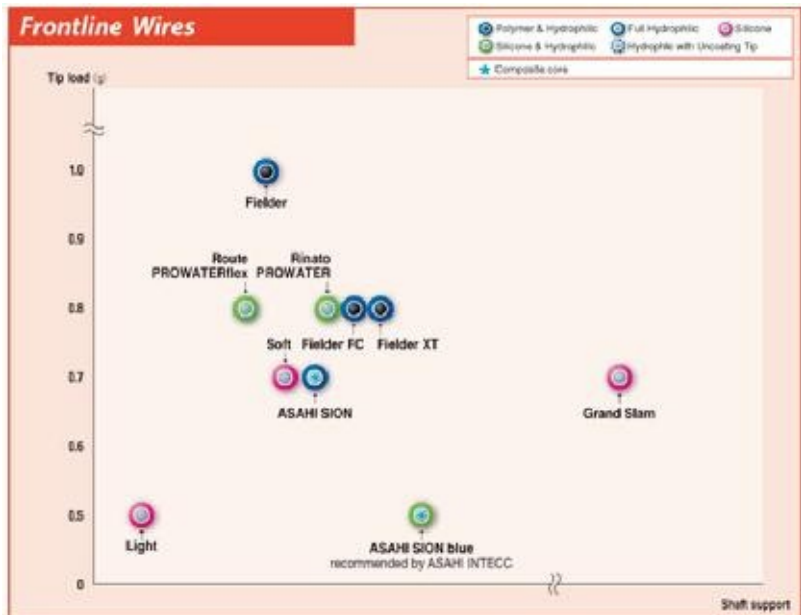 Frontline Wires
Polymer & Hydrophilic
Full Hydrophilic
Silicone
Silicone & Hydrophilic
Hydrophilic with Uncoating Tip
Composite core
Tip load (g)
1.0
Fielder
0.9
Route
PROWATERflex
Rinato
PROWATER
0.8
Soft
Fielder FC
Fielder XT
0.7
ASAHI SION
Grand Slam
0.6
0.5
Light
ASAHI SION blue
recommended by ASAHI INTECC
0
Shaft support